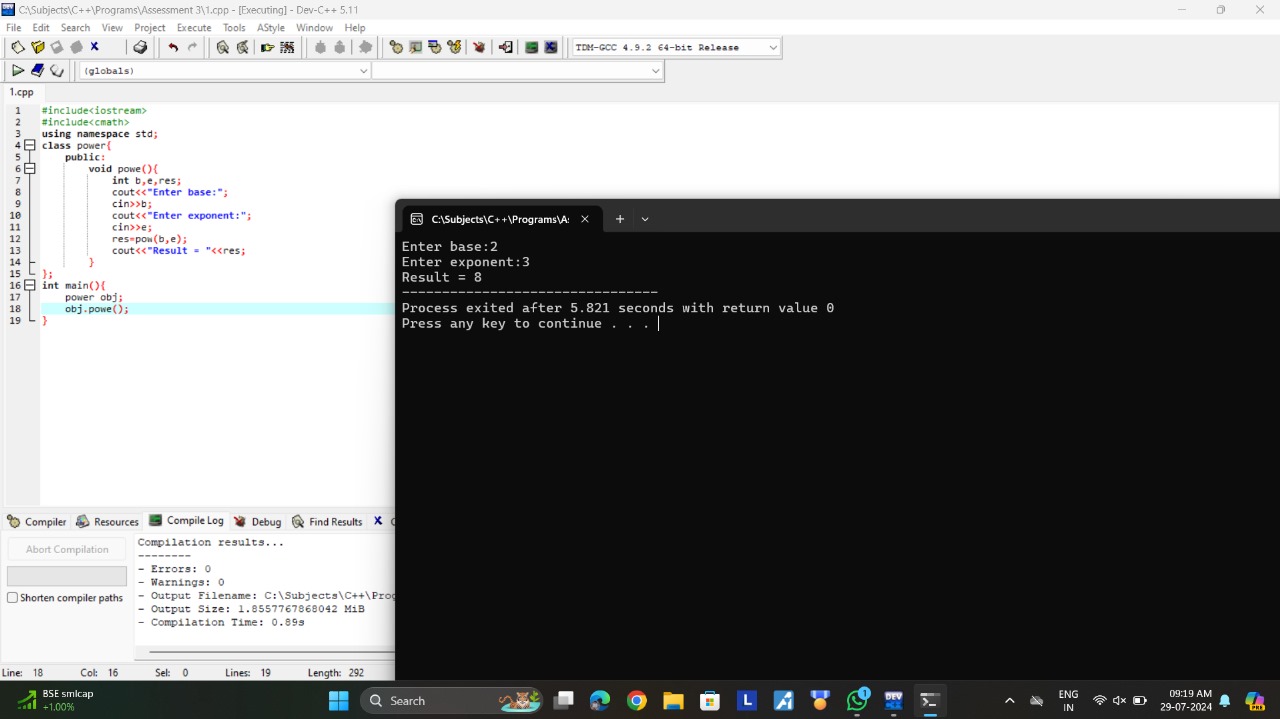 C:\Subjects\C++\Programs\Assessment 3\1.cpp - [Executing] - Dev-C++ 5.11
File Edit Search View Project Execute Tools AStyle Window Help
TDM-GCC 4.9.2 64-bit Release
(globals)
1.cpp
1 #include<iostream>
2 #include<cmath>
3 using namespace std;
4 class power{
5 public:
6 void powe(){
7 int b,e,res;
8 cout<<"Enter base:";
9 cin>>b;
10 cout<<"Enter exponent:";
11 cin>>e;
12 res=pow(b,e);
13 cout<<"Result = "<<res;
14 }
15 };
16 int main(){
17 power obj;
18 obj.powe();
19 }
C:\Subjects\C++\Programs\A
Enter base:2
Enter exponent:3
Result = 8
--------------------------------
Process exited after 5.821 seconds with return value 0
Press any key to continue . . .
Compiler Resources Compile Log Debug Find Results
Abort Compilation
Shorten compiler paths
Compilation results...
--------
- Errors: 0
- Warnings: 0
- Output Filename: C:\Subjects\C++\Prog
- Output Size: 1.8557767868042 MiB
- Compilation Time: 0.89s
Line: 18 Col: 16 Sel: 0 Lines: 19 Length: 292
BSE smlcap
+1.00%
Search
1
ENG
IN
09:19 AM
29-07-2024